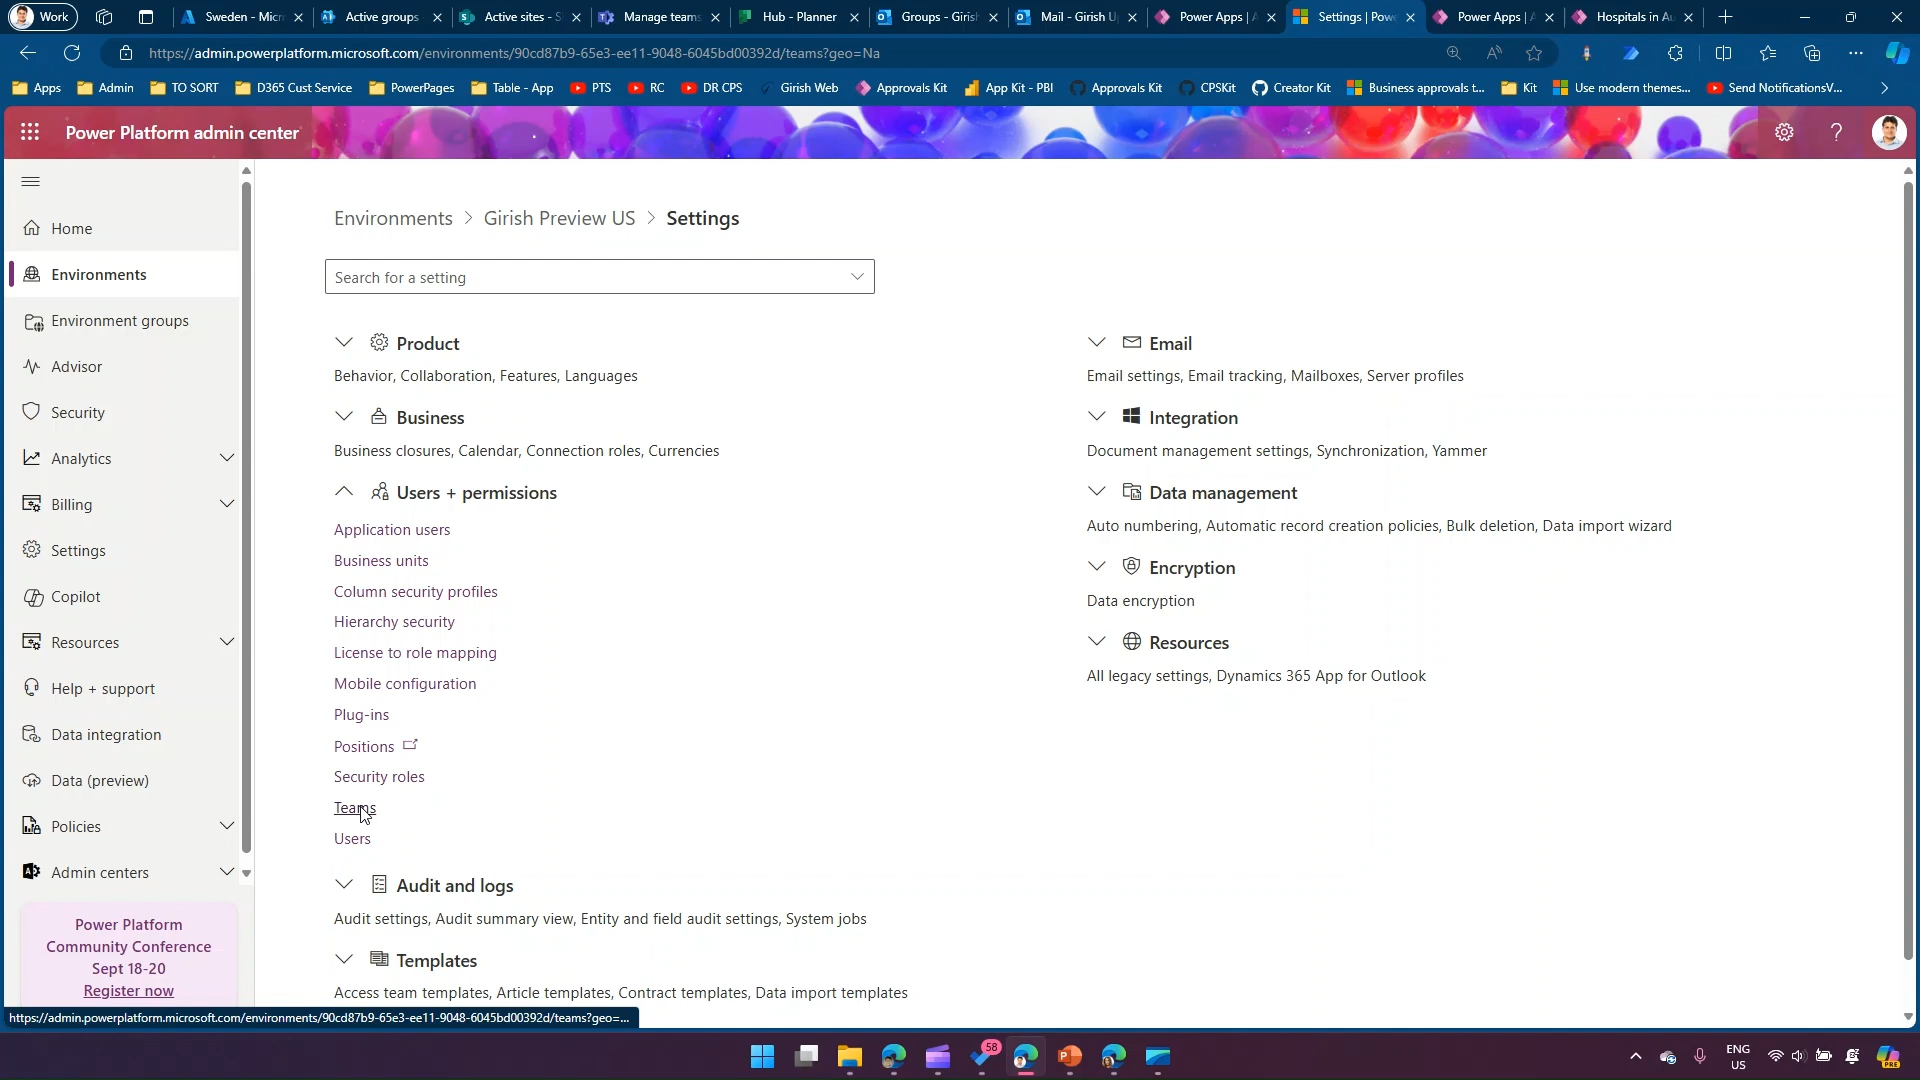 Work
Sweden - Micr
Active groups
Active sites - S
Manage teams
Hub - Planner
Groups - Girish
Mail - Girish U
Power Apps | A
Settings | Pow
Power Apps | A
Hospitals in Au
https://admin.powerplatform.microsoft.com/environments/90cd87b9-65e3-ee11-9048-6045bd00392d/teams?geo=Na
Apps
Admin
TO SORT
D365 Cust Service
PowerPages
Table - App
PTS
RC
DR CPS
Girish Web
Approvals Kit
App Kit - PBI
Approvals Kit
CPSKit
Creator Kit
Business approvals t...
Kit
Use modern themes...
Send NotificationsV...
Power Platform admin center
Home
Environments
Environment groups
Advisor
Security
Analytics
Billing
Settings
Copilot
Resources
Help + support
Data integration
Data (preview)
Policies
Admin centers
Power Platform
Community Conference
Sept 18-20
Register now
Environments > Girish Preview US > Settings
Search for a setting
Product
Behavior, Collaboration, Features, Languages
Business
Business closures, Calendar, Connection roles, Currencies
Users + permissions
Application users
Business units
Column security profiles
Hierarchy security
License to role mapping
Mobile configuration
Plug-ins
Positions
Security roles
Teams
Users
Audit and logs
Audit settings, Audit summary view, Entity and field audit settings, System jobs
Templates
Access team templates, Article templates, Contract templates, Data import templates
Email
Email settings, Email tracking, Mailboxes, Server profiles
Integration
Document management settings, Synchronization, Yammer
Data management
Auto numbering, Automatic record creation policies, Bulk deletion, Data import wizard
Encryption
Data encryption
Resources
All legacy settings, Dynamics 365 App for Outlook
https://admin.powerplatform.microsoft.com/environments/90cd87b9-65e3-ee11-9048-6045bd00392d/teams?geo=...
58
ENG
US
PRE